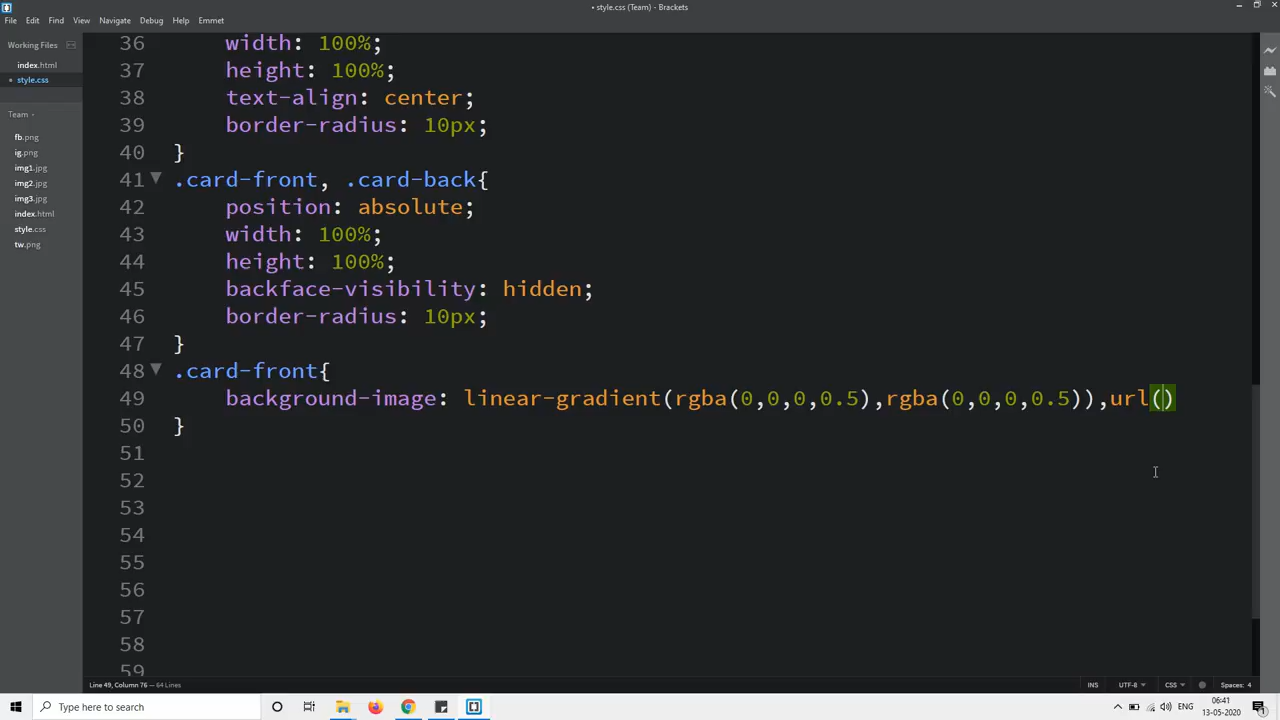 • style.css (Team) - Brackets
File Edit Find View Navigate Debug Help Emmet
Working Files
index.html
• style.css
Team
fb.png
ig.png
img1.jpg
img2.jpg
img3.jpg
index.html
style.css
tw.png
36 width: 100%;
37 height: 100%;
38 text-align: center;
39 border-radius: 10px;
40 }
41 .card-front, .card-back{
42 position: absolute;
43 width: 100%;
44 height: 100%;
45 backface-visibility: hidden;
46 border-radius: 10px;
47 }
48 .card-front{
49 background-image: linear-gradient(rgba(0,0,0,0.5),rgba(0,0,0,0.5)),url()
50 }
51
52
53
54
55
56
57
58
59
Line 49, Column 76 — 64 Lines
INS UTF-8 CSS Spaces: 4
Type here to search
ENG
06:41
13-05-2020
1